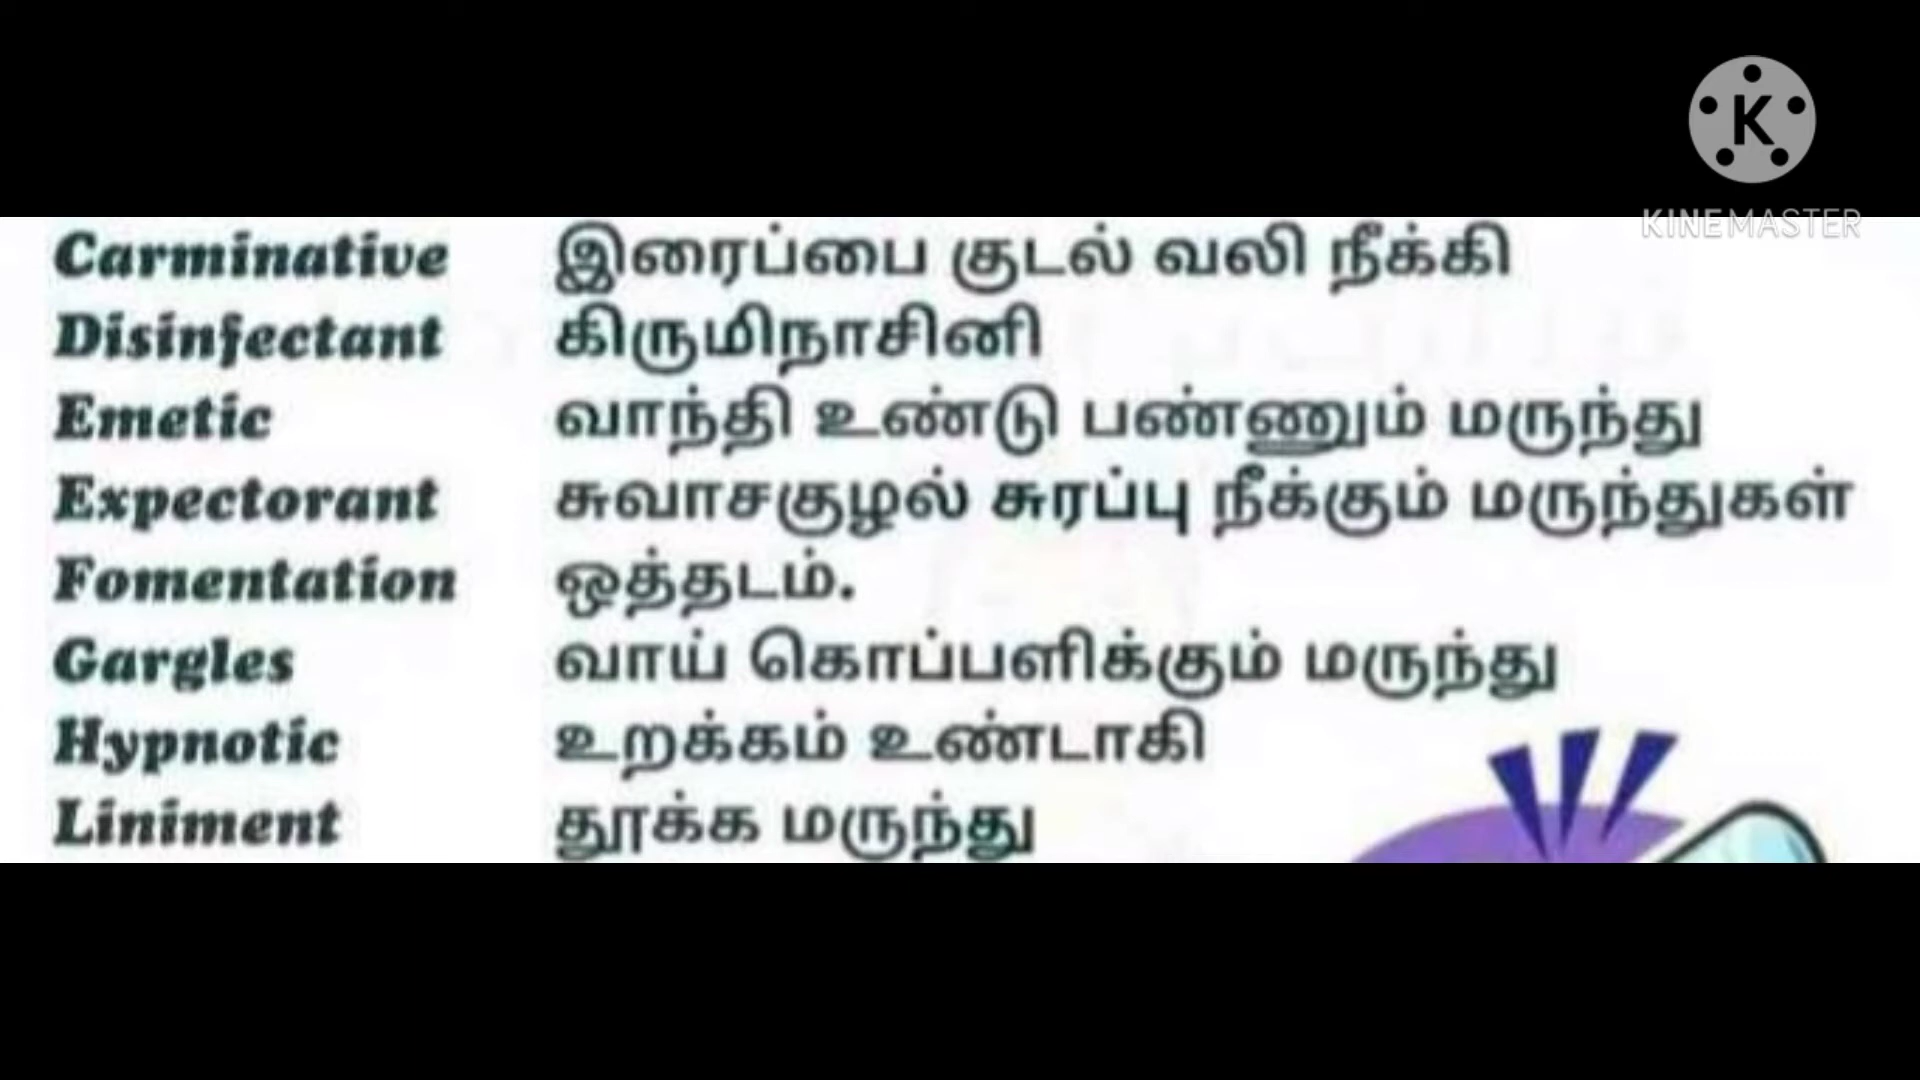 K
KINEMASTER
Carminative இரைப்பை குடல் வலி நீக்கி
Disinfectant கிருமிநாசினி
Emetic வாந்தி உண்டு பண்ணும் மருந்து
Expectorant சுவாசகுழல் சுரப்பு நீக்கும் மருந்துகள்
Fomentation ஒத்தடம்.
Gargles வாய் கொப்பளிக்கும் மருந்து
Hypnotic உறக்கம் உண்டாகி
Liniment தூக்க மருந்து